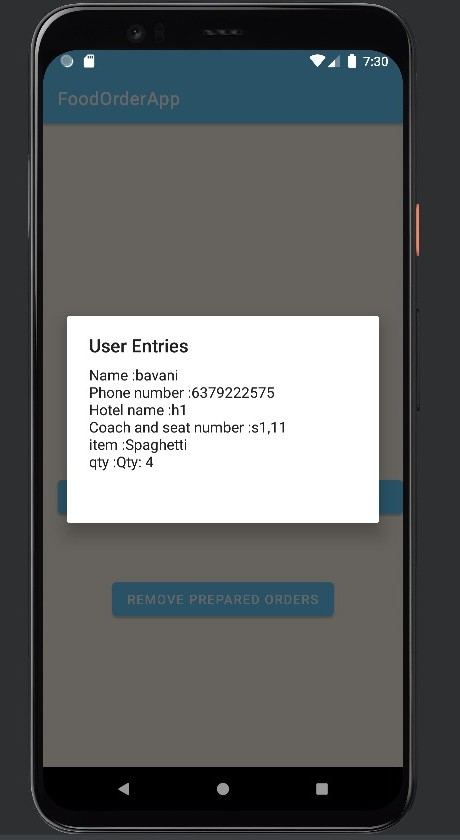 7:30
FoodOrderApp
User Entries
Name :bavani
Phone number :6379222575
Hotel name :h1
Coach and seat number :s1,11
item :Spaghetti
qty :Qty: 4
REMOVE PREPARED ORDERS